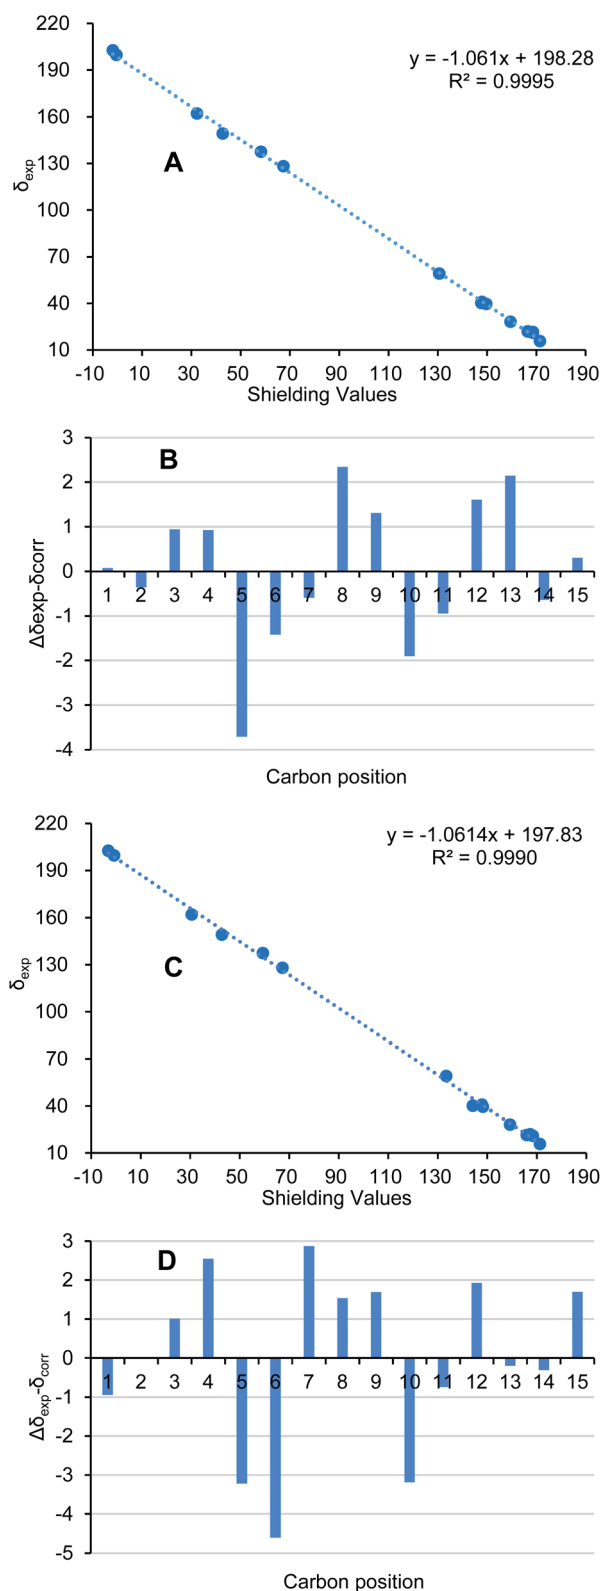 220
y = -1.061x + 198.28
R² = 0.9995
190
160
A
130
δexp
100
70
40
10
-10 10 30 50 70 90 110 130 150 170 190
Shielding Values
3
B
2
1
0
1 2 3 4 5 6 7 8 9 10 11 12 13 14 15
Δδexp-δcorr
-1
-2
-3
-4
Carbon position
220
y = -1.0614x + 197.83
R² = 0.9990
190
160
C
130
δexp
100
70
40
10
-10 10 30 50 70 90 110 130 150 170 190
Shielding Values
3
D
2
1
0
1 2 3 4 5 6 7 8 9 10 11 12 13 14 15
Δδexp-δcorr
-1
-2
-3
-4
-5
Carbon position